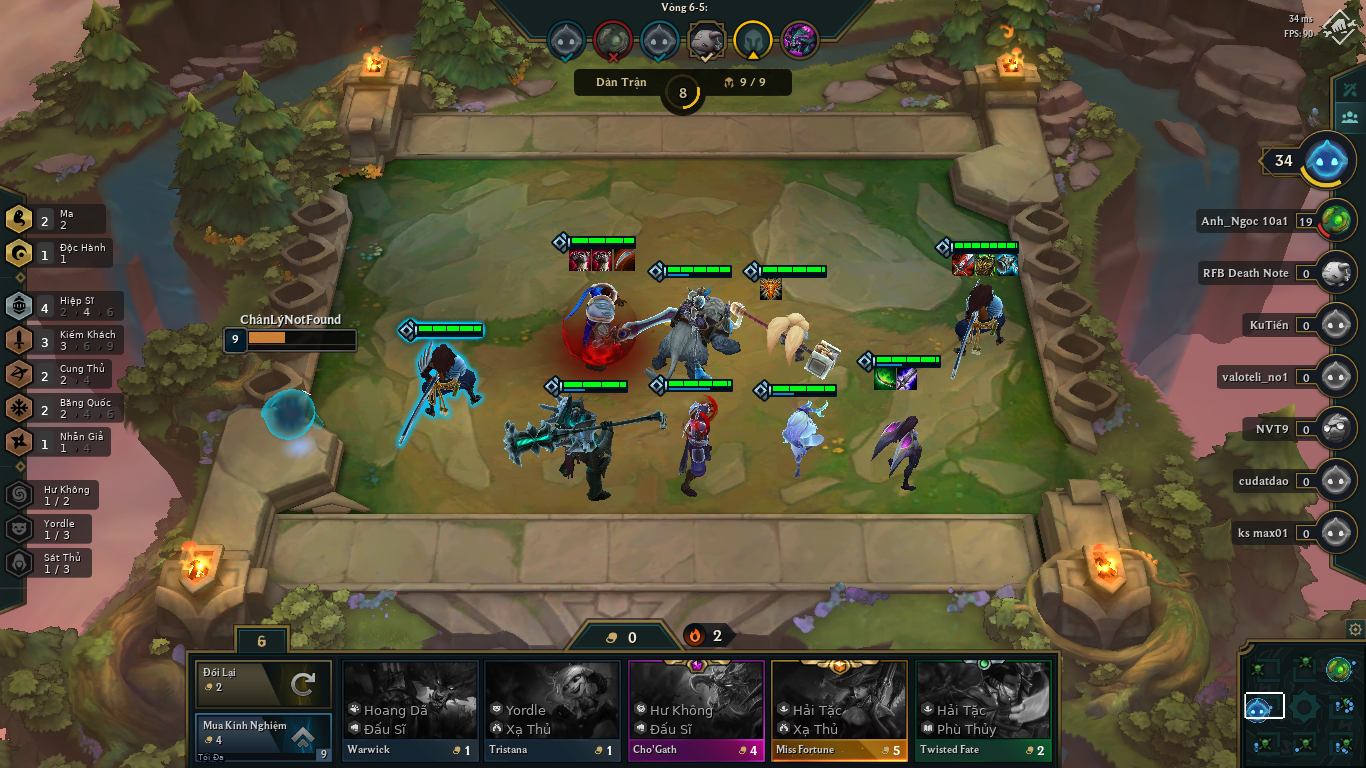 Vòng 6-5:
34 ms
FPS: 90
Dàn Trận
8
9 / 9
34
Anh_Ngoc 10a1 19
RFB Death Note 0
KuTiến 0
valoteli_no1 0
NVT9 0
cudatdao 0
ks max01 0
2 Ma
2
1 Độc Hành
1
4 Hiệp Sĩ
2 4 6
3 Kiếm Khách
3 6 9
2 Cung Thủ
2 4
2 Băng Quốc
2 4 6
1 Nhẫn Giả
1 4
Hư Không
1 / 2
Yordle
1 / 3
Sát Thủ
1 / 3
ChânLýNotFound
9
6
0
2
Đổi Lại
2
Mua Kinh Nghiệm
4
Tối Đa
9
Hoang Dã
Đấu Sĩ
Warwick 1
Yordle
Xạ Thủ
Tristana 1
Hư Không
Đấu Sĩ
Cho'Gath 4
Hải Tặc
Xạ Thủ
Miss Fortune 5
Hải Tặc
Phù Thủy
Twisted Fate 2